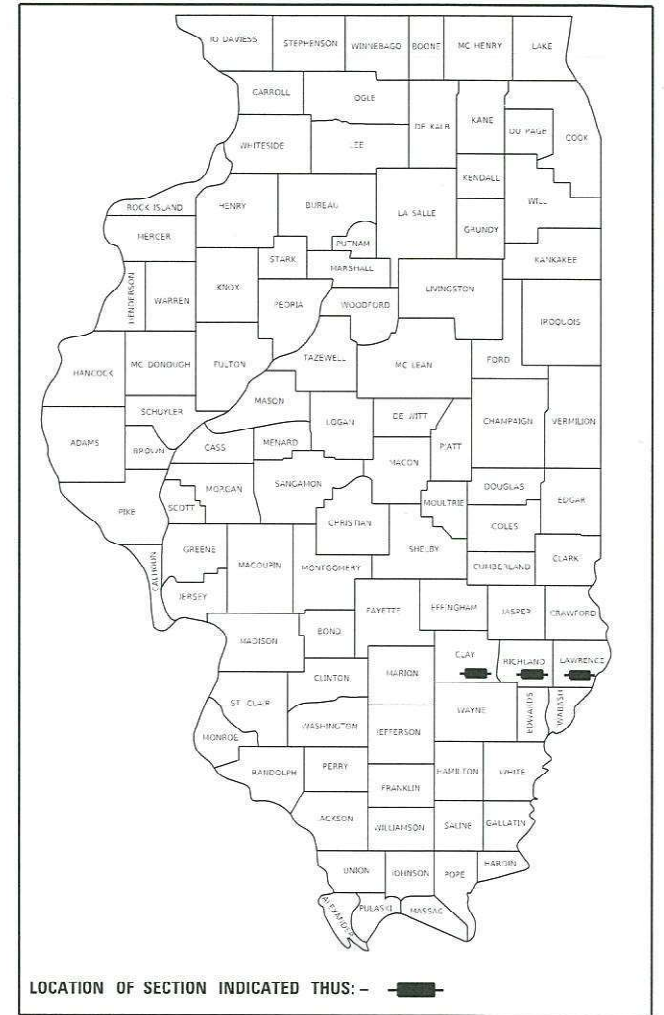 JO DAVIESS STEPHENSON WINNEBAGO BOONE MC HENRY LAKE
CARROLL OGLE DE KALB KANE DU PAGE COOK
WHITESIDE LEE KENDALL
ROCK ISLAND HENRY BUREAU LA SALLE GRUNDY WILL
MERCER STARK PUTNAM MARSHALL KANKAKEE
HENDERSON WARREN KNOX PEORIA WOODFORD LIVINGSTON IROQUOIS
HANCOCK MC DONOUGH FULTON TAZEWELL MC LEAN FORD
SCHUYLER MASON LOGAN DE WITT CHAMPAIGN VERMILION
ADAMS BROWN CASS MENARD MACON PIATT
PIKE SCOTT MORGAN SANGAMON CHRISTIAN MOULTRIE DOUGLAS EDGAR
COLES
CALHOUN GREENE MACOUPIN MONTGOMERY SHELBY CUMBERLAND CLARK
JERSEY FAYETTE EFFINGHAM JASPER CRAWFORD
MADISON BOND
CLINTON MARION CLAY RICHLAND LAWRENCE
ST. CLAIR WASHINGTON JEFFERSON WAYNE EDWARDS WABASH
MONROE
RANDOLPH PERRY HAMILTON WHITE
FRANKLIN
JACKSON WILLIAMSON SALINE GALLATIN
UNION JOHNSON POPE HARDIN
ALEXANDER PULASKI MASSAC
LOCATION OF SECTION INDICATED THUS: -